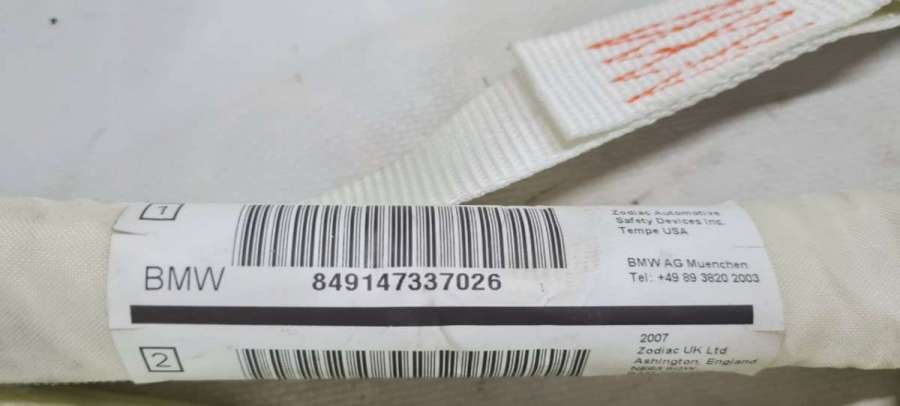 1
Zodiac Automotive
Safety Devices Inc.
Tempe USA
BMW
849147337026
BMW AG Muenchen
Tel: +49 89 3820 2003
2
2007
Zodiac UK Ltd
Ashington, England